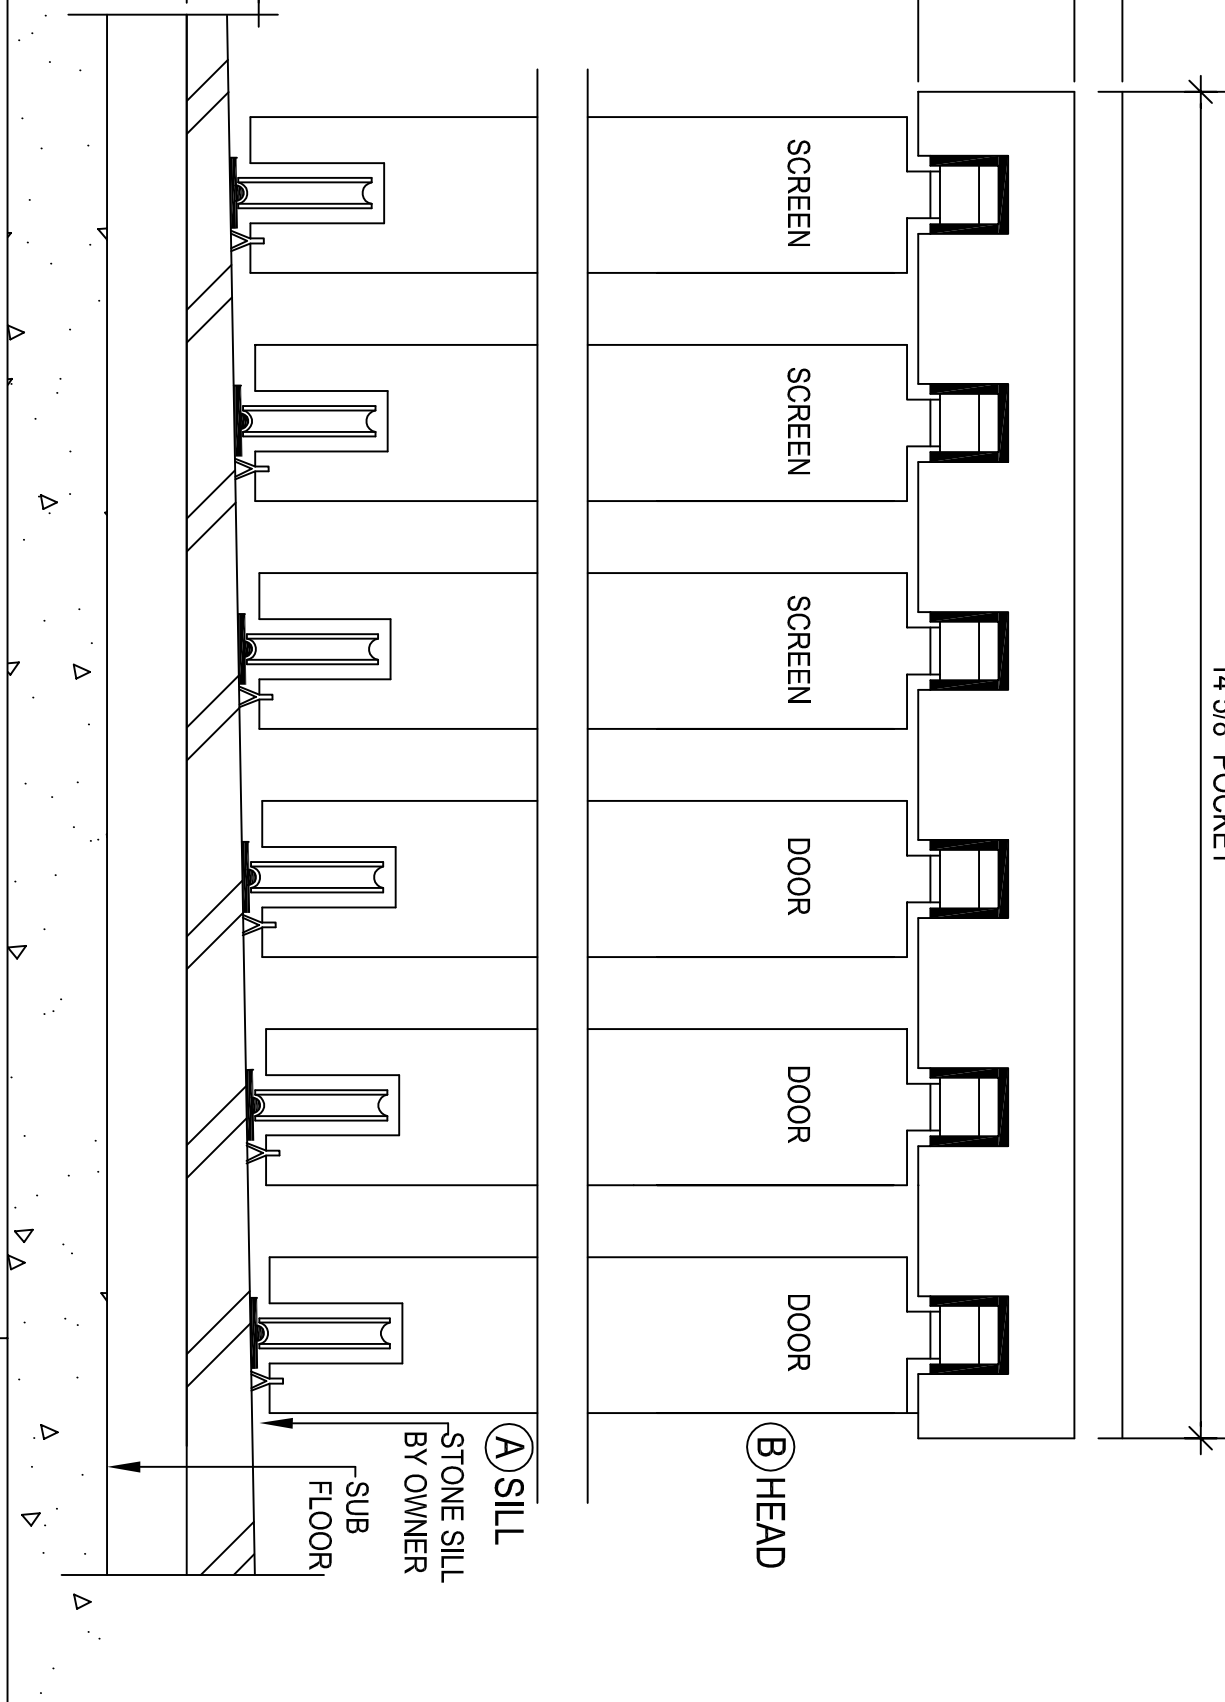 POCKET
SCREEN
SCREEN
SCREEN
DOOR
DOOR
DOOR
B HEAD
A SILL
STONE SILL
BY OWNER
SUB
FLOOR